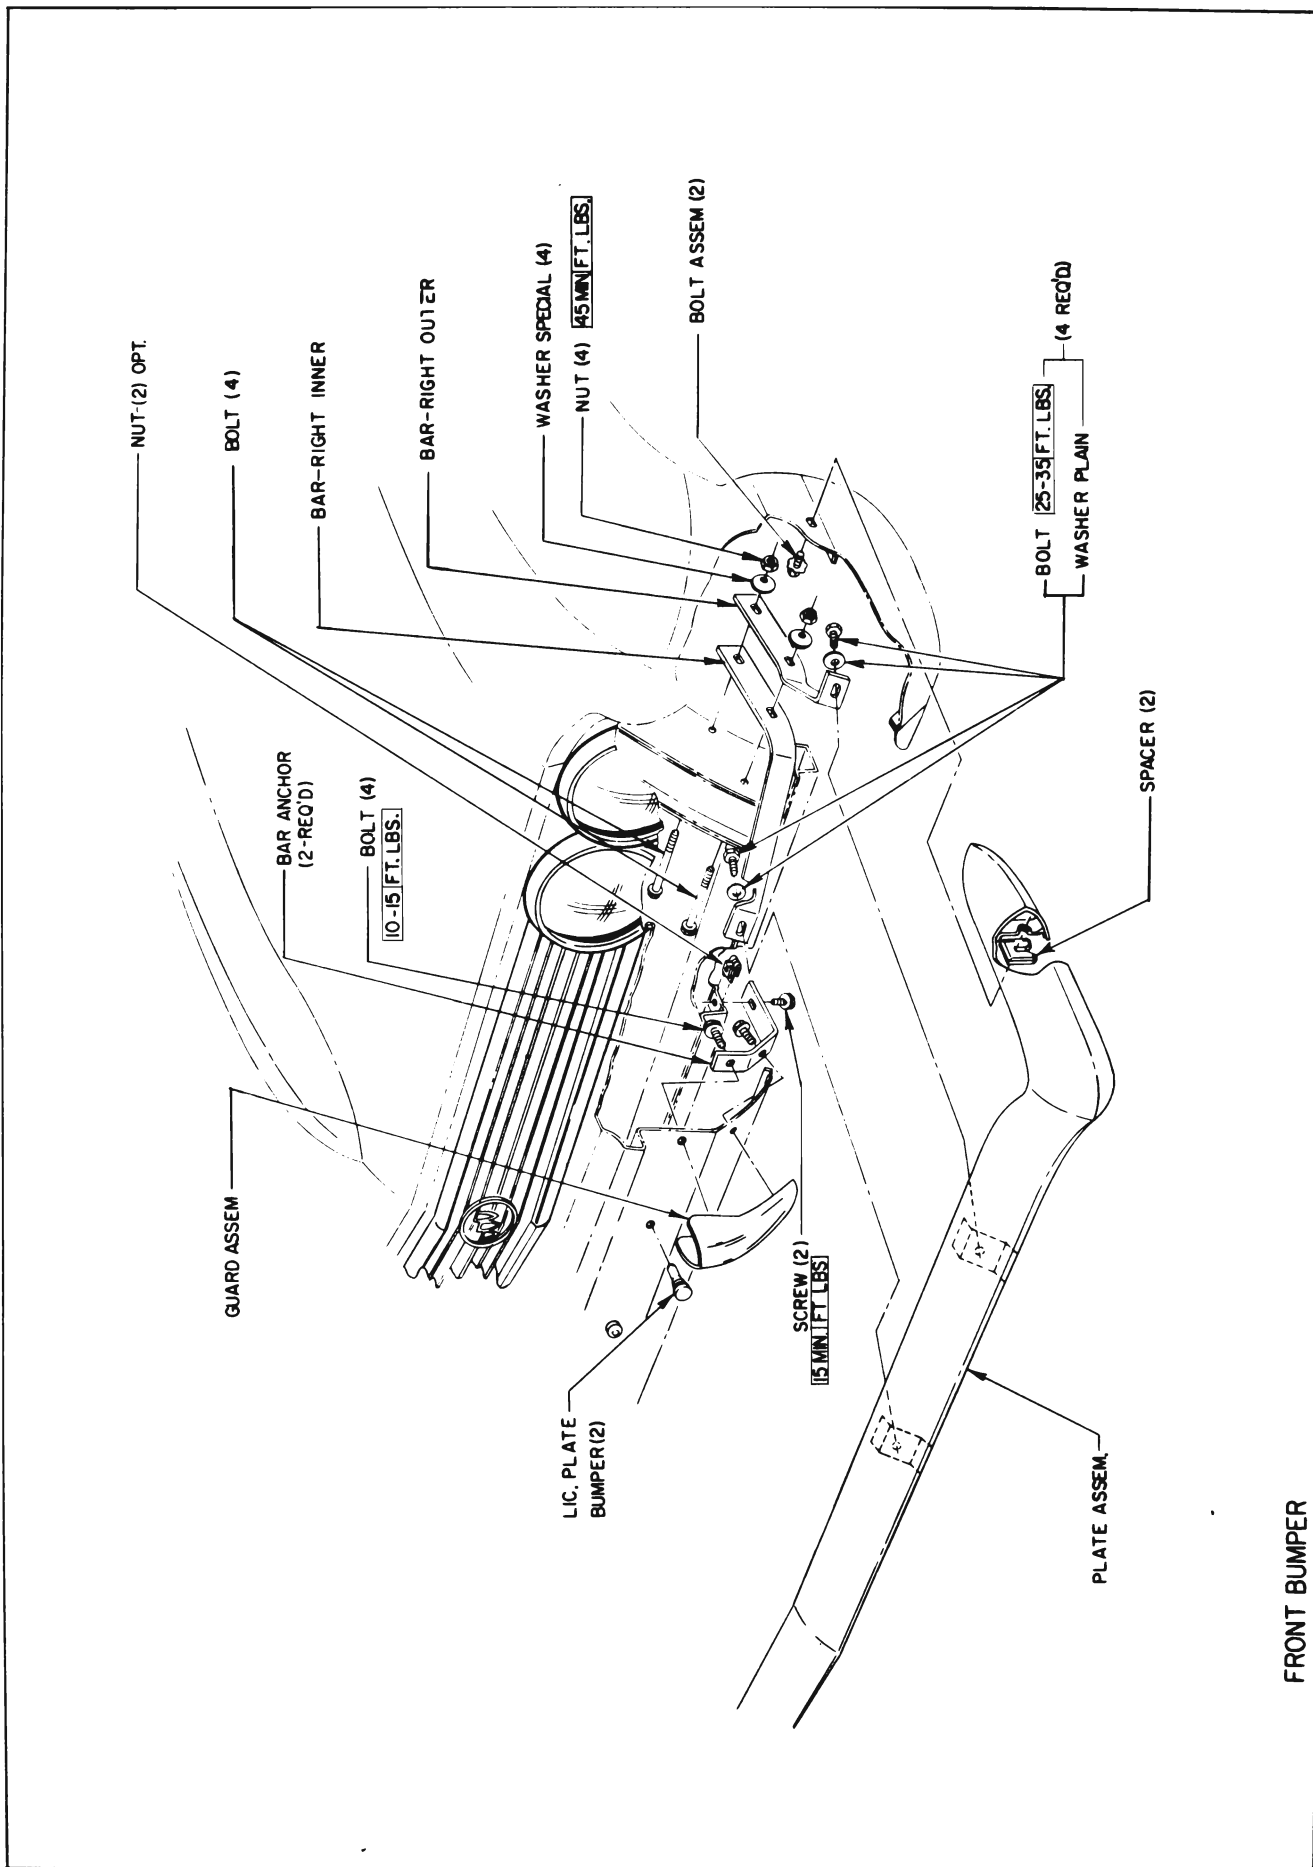 NUT-(2) OPT.
BOLT (4)
BAR-RIGHT INNER
BAR-RIGHT OUTER
WASHER SPECIAL (4)
NUT (4) 45 MIN FT. LBS.
BOLT ASSEM (2)
BAR ANCHOR
(2-REQ'D)
BOLT (4)
10-15 FT. LBS.
GUARD ASSEM
BOLT 25-35 FT. LBS.
WASHER PLAIN
(4 REQ'D)
SPACER (2)
SCREW (2)
15 MIN. FT LBS
LIC. PLATE
BUMPER (2)
PLATE ASSEM.
FRONT BUMPER